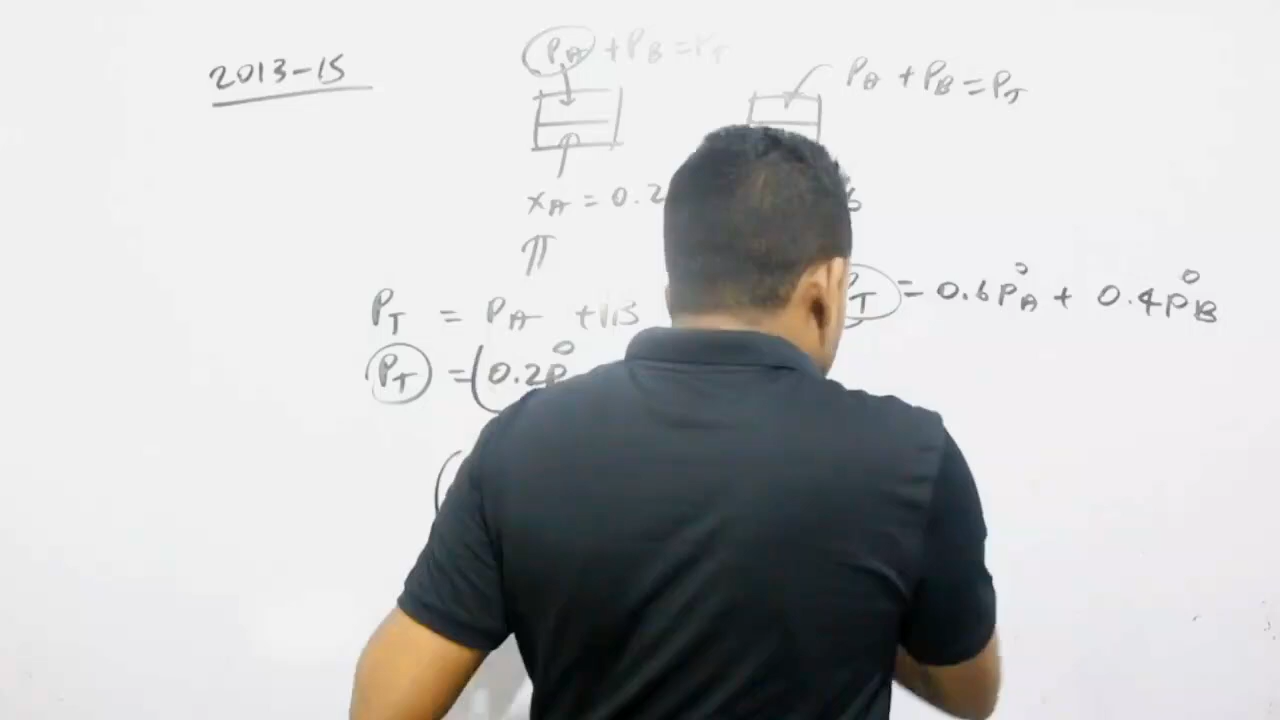 2013-15
P_A + P_B = P_T
P_A + P_B = P_T
x_A = 0.2
P_T = P_A +
P_T = 0.6P°_A + 0.4P°_B
P_T = (0.2P°
(